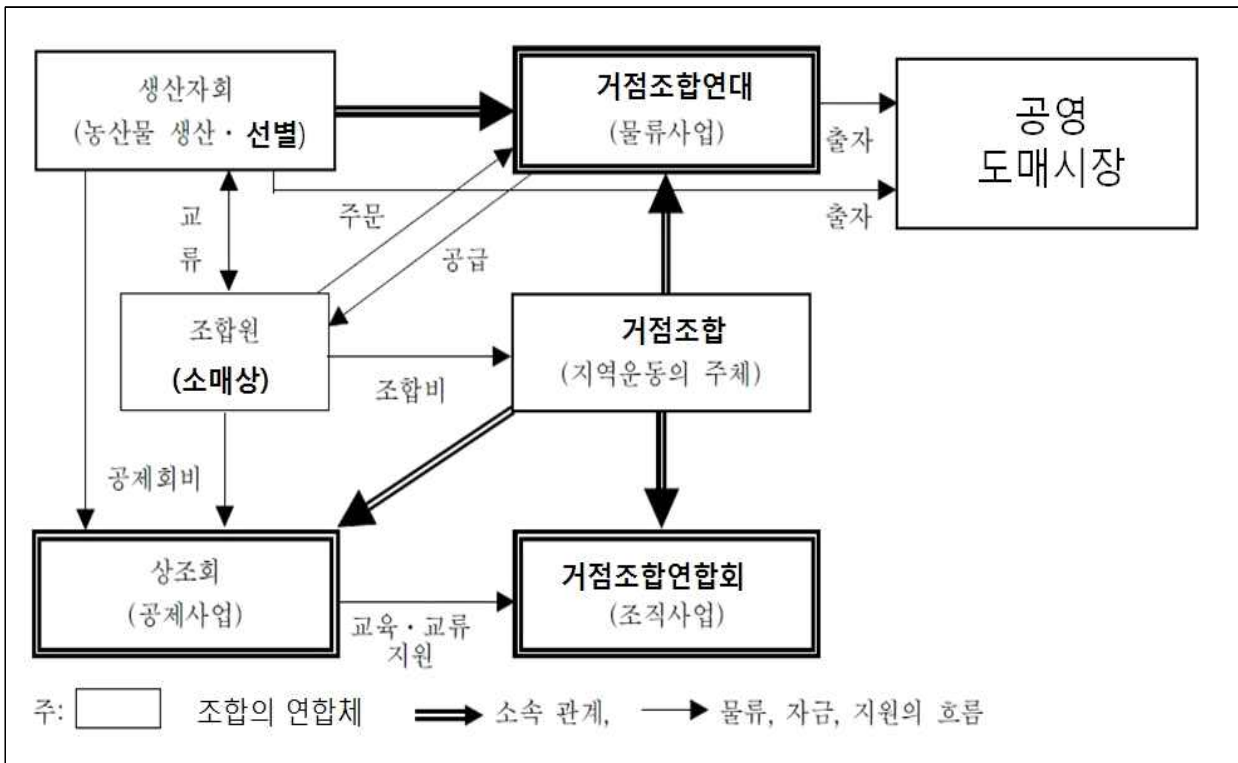 생산자회
(농산물 생산· 선별)
거점조합연대
(물류사업)
출자
공영
도매시장
출자
교
류
주문
공급
조합원
(소매상)
조합비
거점조합
(지역운동의 주체)
공제회비
상조회
(공제사업)
교육·교류
지원
거점조합연합회
(조직사업)
주: 조합의 연합체 소속 관계, 물류, 자금, 지원의 흐름